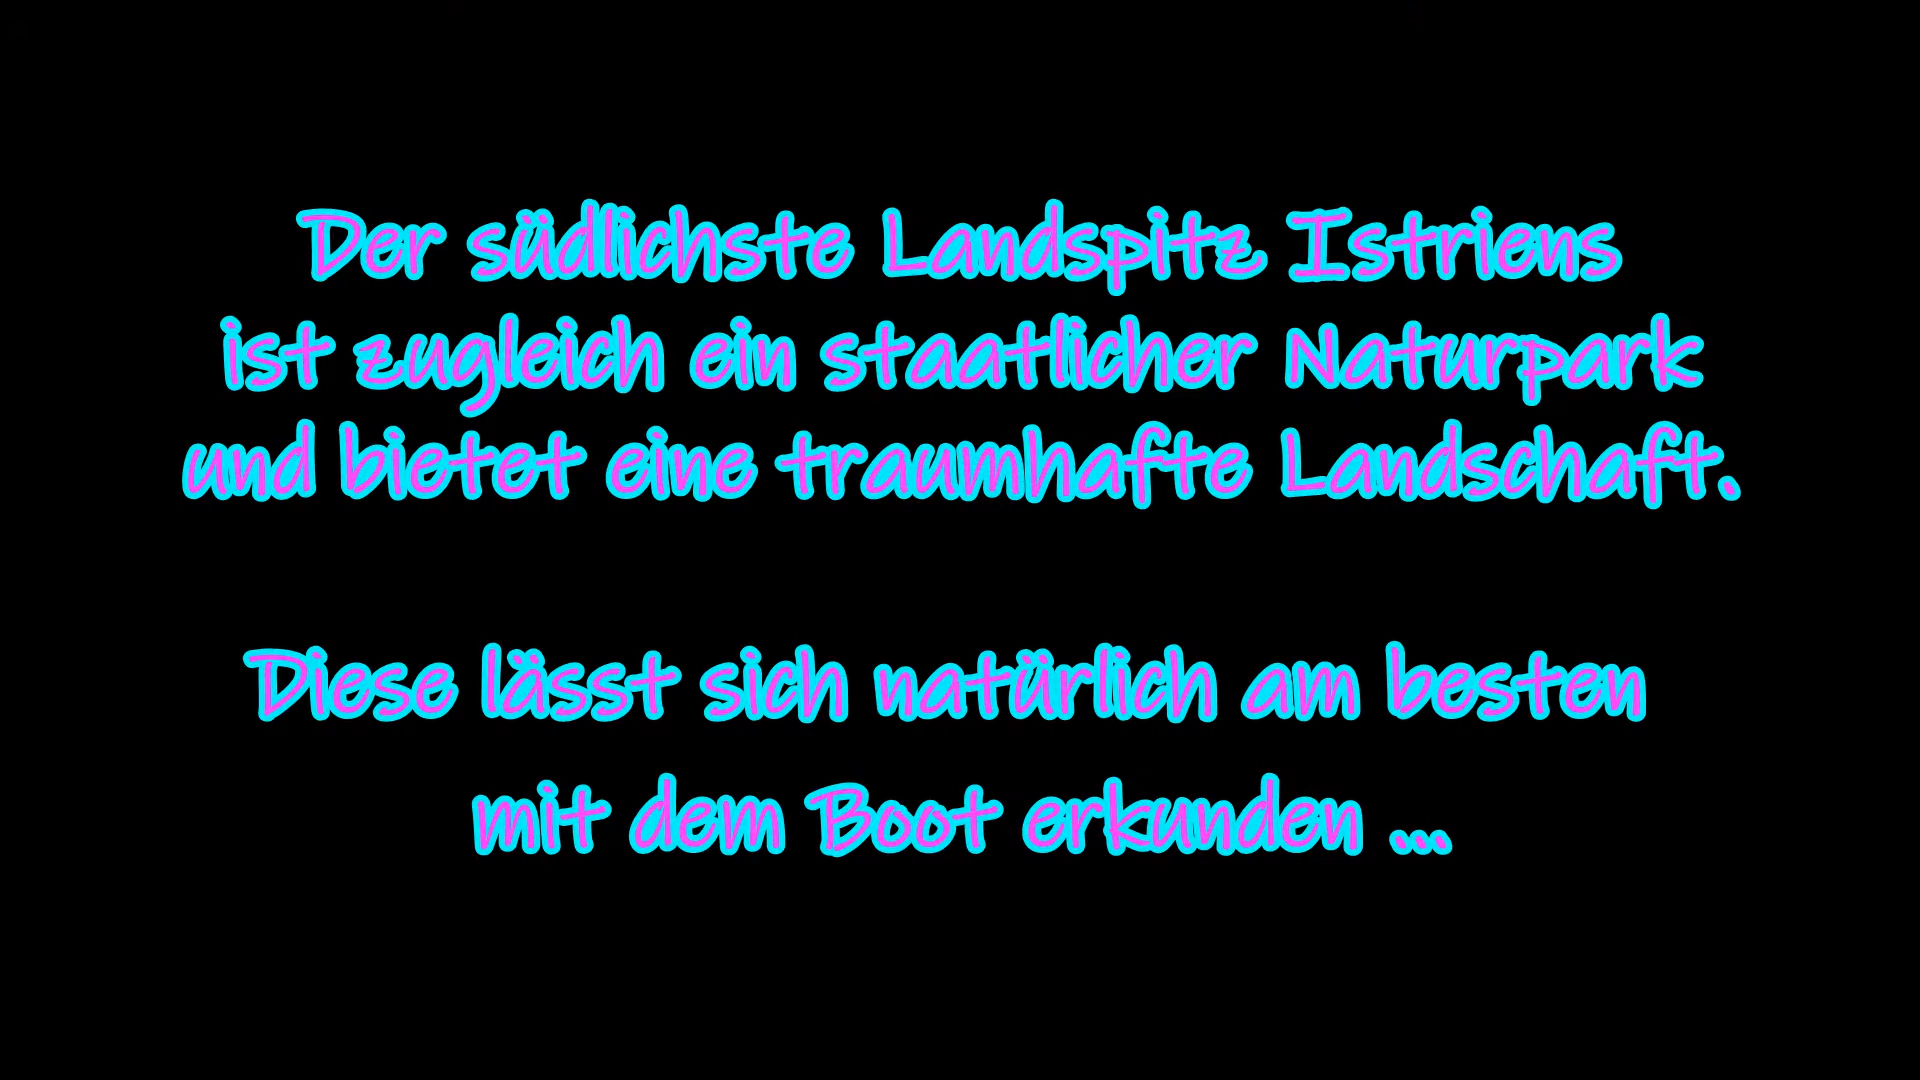 Der südlichste Landspitz Istriens
ist zugleich ein staatlicher Naturpark
und bietet eine traumhafte Landschaft.
Diese lässt sich natürlich am besten
mit dem Boot erkunden ...